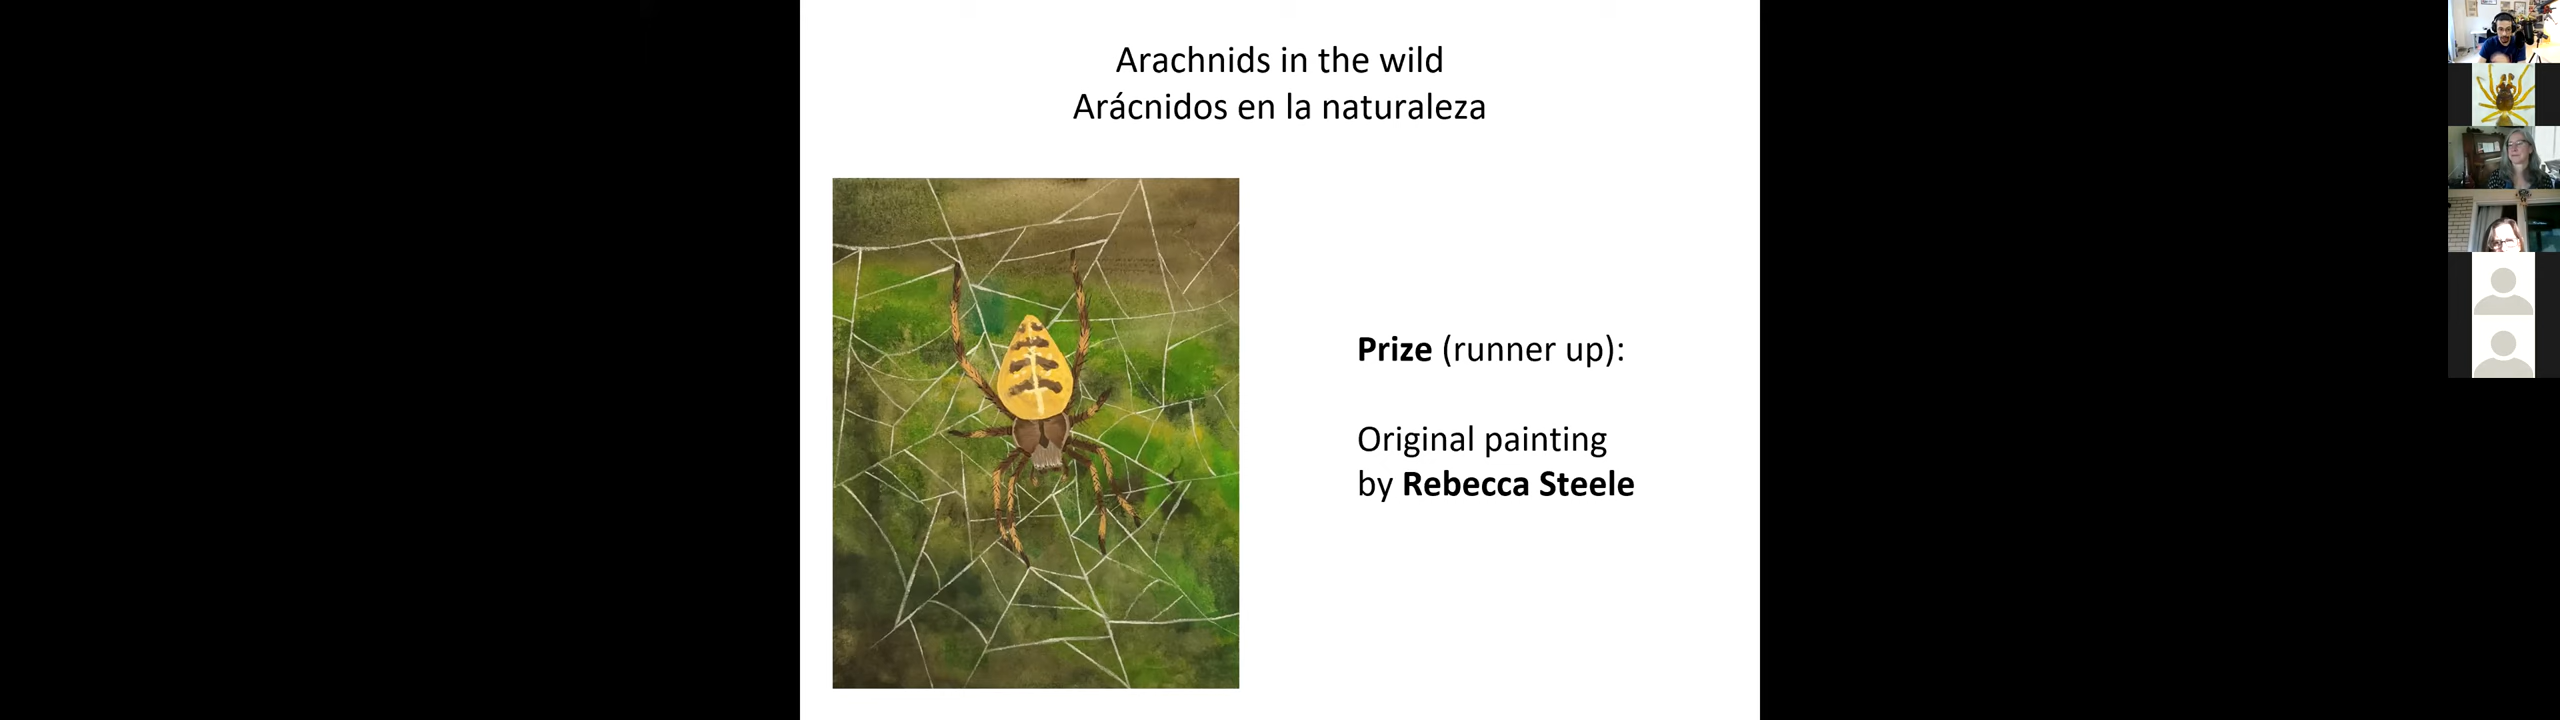 Arachnids in the wild
Arácnidos en la naturaleza
Prize (runner up):
Original painting
by Rebecca Steele